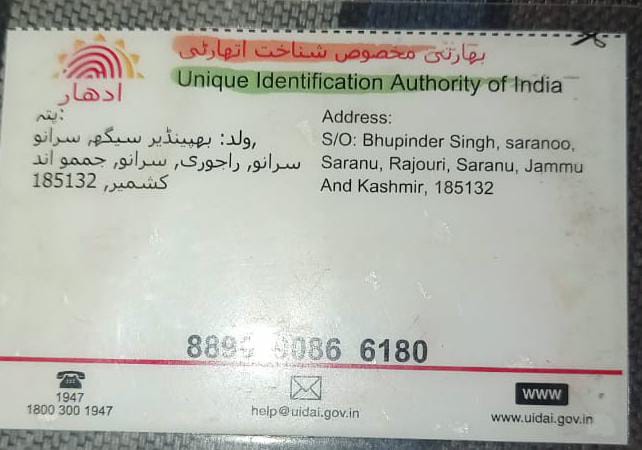 بھارتی مخصوص شناخت اتھارٹی
Unique Identification Authority of India
ادھار
پتہ:
ولد: بھپیندیر سیگھ, سرانو,
سرانو, راجوری, سرانو, جممو اند
کشمیر, 185132
Address:
S/O: Bhupinder Singh, saranoo,
Saranu, Rajouri, Saranu, Jammu
And Kashmir, 185132
6180
1947
1800 300 1947
help@uidai.gov.in
www
www.uidai.gov.in